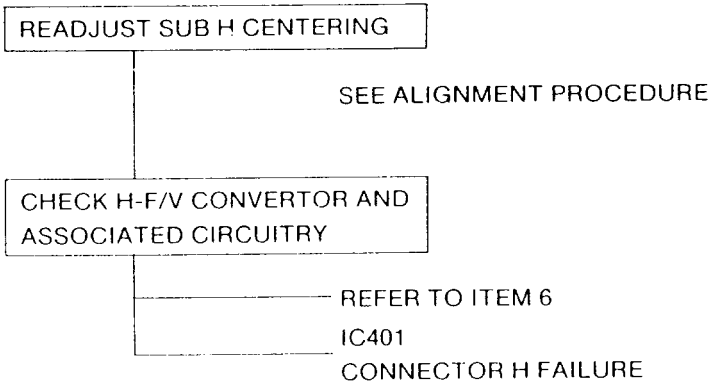 READJUST SUB H CENTERING
SEE ALIGNMENT PROCEDURE
CHECK H-F/V CONVERTOR AND
ASSOCIATED CIRCUITRY
REFER TO ITEM 6
IC401
CONNECTOR H FAILURE